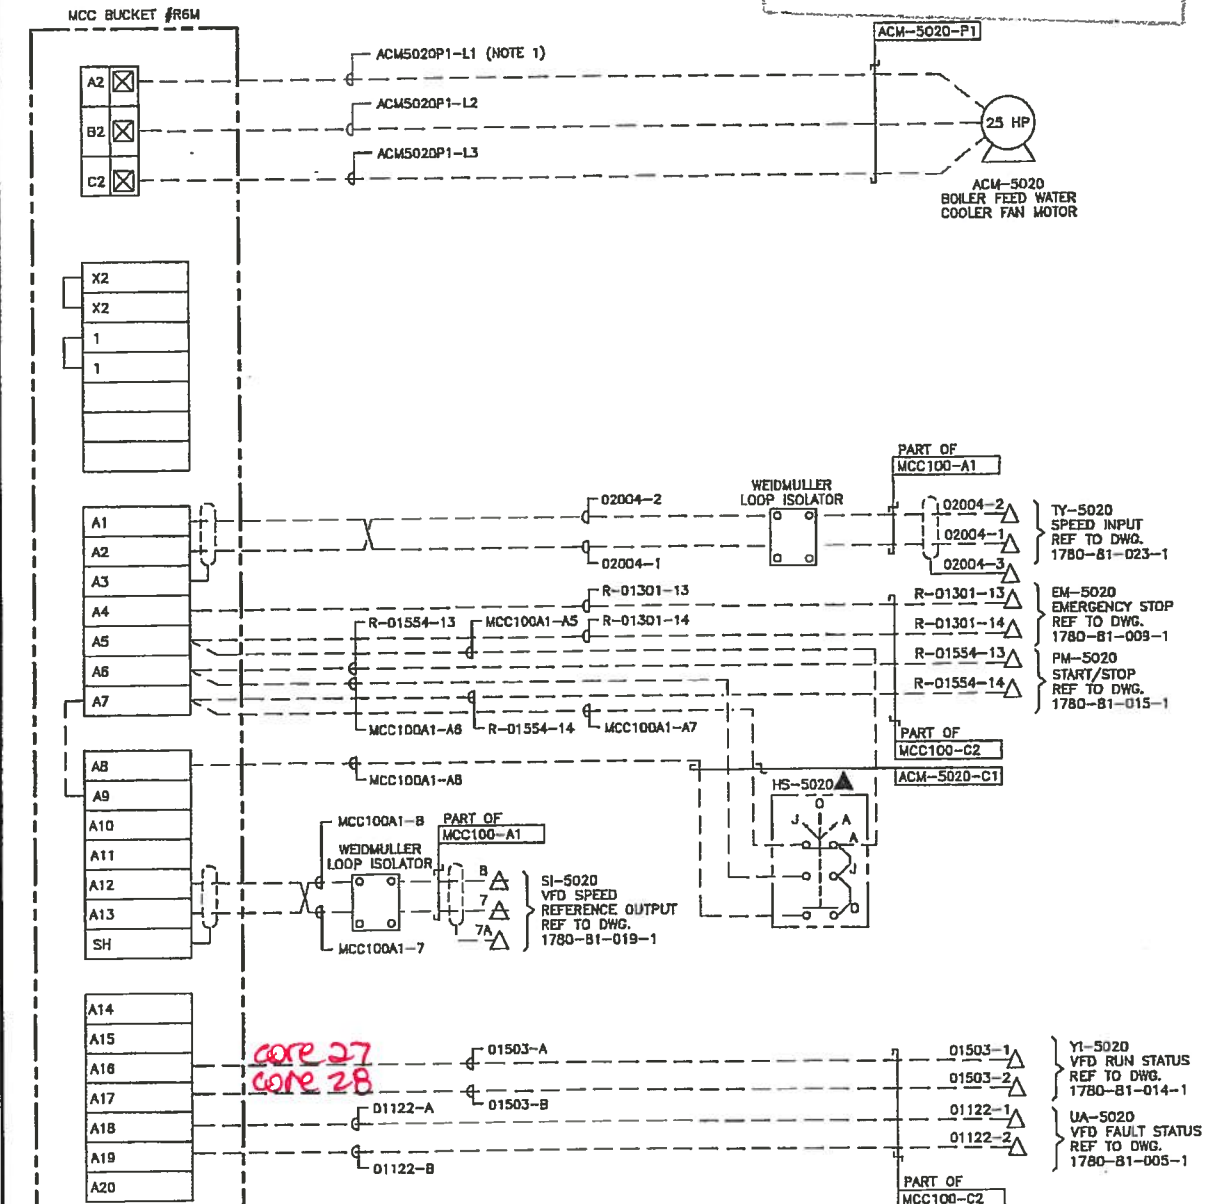 MCC BUCKET #R6M
ACM-5020-P1
ACM5020P1-L1 (NOTE 1)
A2
ACM5020P1-L2
B2
25 HP
ACM5020P1-L3
C2
ACM-5020
BOILER FEED WATER
COOLER FAN MOTOR
X2
X2
1
1
PART OF
MCC100-A1
WEIDMULLER
LOOP ISOLATOR
02004-2
02004-2
A1
02004-1
A2
02004-1
02004-3
A3
TY-5020
SPEED INPUT
REF TO DWG.
1780-81-023-1
R-01301-13
R-01301-13
A4
R-01554-13
MCC100A1-A5
R-01301-14
R-01301-14
A5
EM-5020
EMERGENCY STOP
REF TO DWG.
1780-81-009-1
R-01554-13
A6
R-01554-14
A7
PM-5020
START/STOP
REF TO DWG.
1780-81-015-1
MCC100A1-A6
R-01554-14
MCC100A1-A7
PART OF
MCC100-C2
A8
MCC100A1-A8
ACM-5020-C1
HS-5020
A9
O
J
A
A
J
O
A10
MCC100A1-8
PART OF
MCC100-A1
A11
WEIDMULLER
LOOP ISOLATOR
A12
8
A13
7
SH
7A
MCC100A1-7
SI-5020
VFD SPEED
REFERENCE OUTPUT
REF TO DWG.
1780-81-019-1
A14
A15
core 27
01503-A
01503-1
A16
core 28
01503-2
A17
01503-B
YI-5020
VFD RUN STATUS
REF TO DWG.
1780-81-014-1
01122-A
01122-1
A18
01122-2
A19
01122-B
UA-5020
VFD FAULT STATUS
REF TO DWG.
1780-81-005-1
A20
PART OF
MCC100-C2